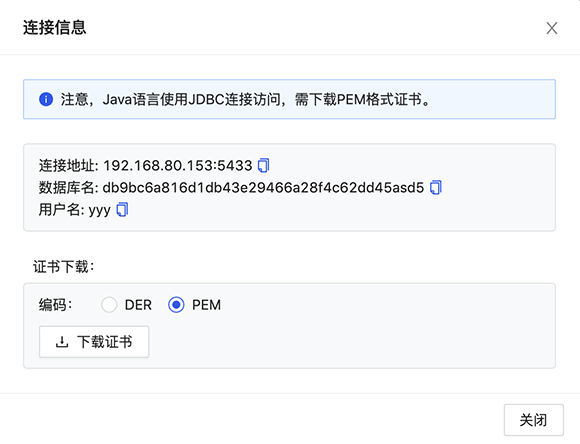 连接信息
注意，Java语言使用JDBC连接访问，需下载PEM格式证书。
连接地址: 192.168.80.153:5433
数据库名: db9bc6a816d1db43e29466a28f4c62dd45asd5
用户名: yyy
证书下载：
编码： DER PEM
下载证书
关闭